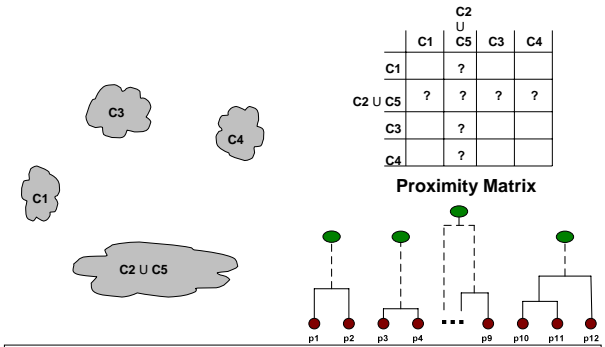 C2
U
C1 C5 C3 C4
C1 ?
C2 U C5 ? ? ? ?
C3 ?
C4 ?
Proximity Matrix
C3
C4
C1
C2 U C5
...
p1 p2 p3 p4 p9 p10 p11 p12